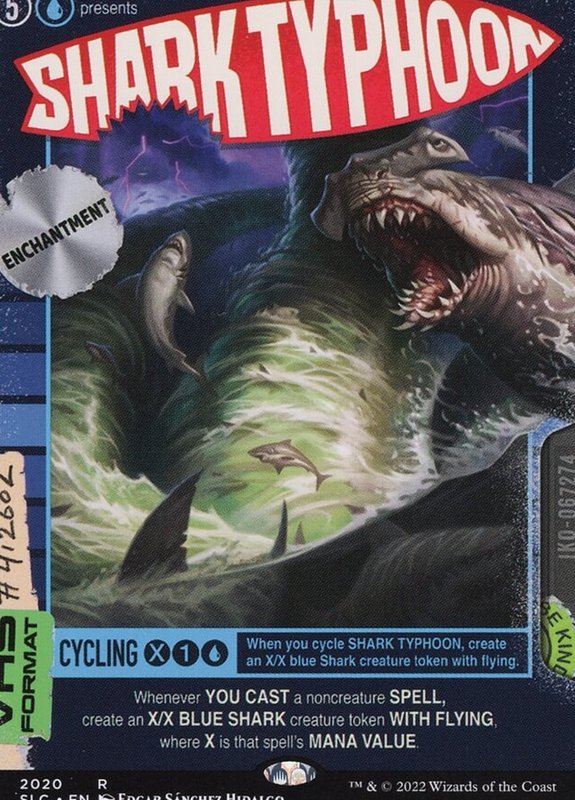 5 presents
SHARK TYPHOON
ENCHANTMENT
#412602
IKO-067274
VHS
FORMAT
BE KIND
CYCLING X 1
When you cycle SHARK TYPHOON, create
an X/X blue Shark creature token with flying.
Whenever YOU CAST a noncreature SPELL,
create an X/X BLUE SHARK creature token WITH FLYING,
where X is that spell's MANA VALUE.
2020 R
SLC • EN EDGAR SÁNCHEZ HIDALGO
™ & © 2022 Wizards of the Coast